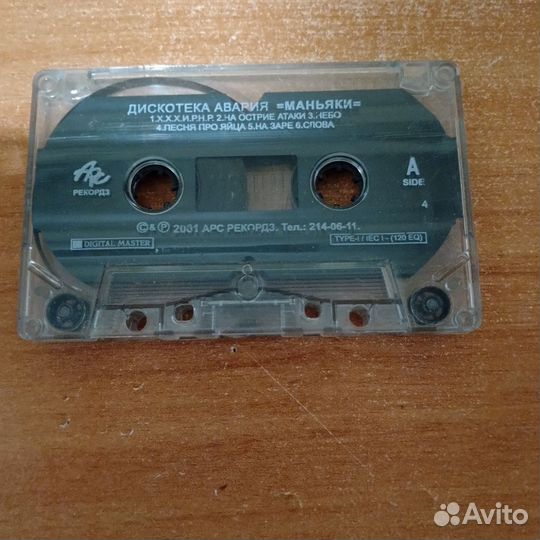 ДИСКОТЕКА АВАРИЯ =МАНЬЯКИ=
1.Х.Х.Х.И.Р.Н.Р. 2.НА ОСТРИЕ АТАКИ 3.НЕБО
4.ПЕСНЯ ПРО ЯЙЦА 5.НА ЗАРЕ 6.СЛОВА
АРС
РЕКОРДЗ
A
SIDE
4
©& ℗ 2001 АРС РЕКОРДЗ. Тел.: 214-06-11.
DIGITAL MASTER
TYPE-I / IEC I - (120 EQ)
Avito